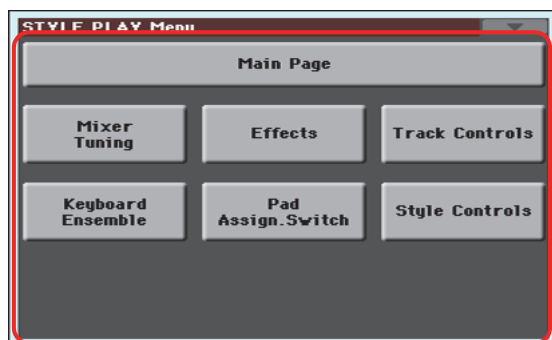 STYLE PLAY Menu
Main Page
Mixer
Tuning
Effects
Track Controls
Keyboard
Ensemble
Pad
Assign.Switch
Style Controls